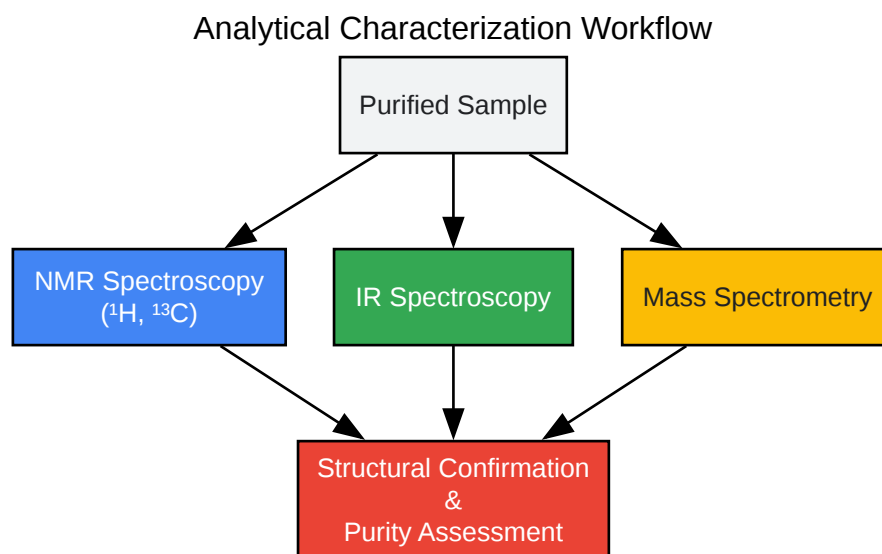 Analytical Characterization Workflow
Purified Sample
NMR Spectroscopy
(¹H, ¹³C)
IR Spectroscopy
Mass Spectrometry
Structural Confirmation
&
Purity Assessment